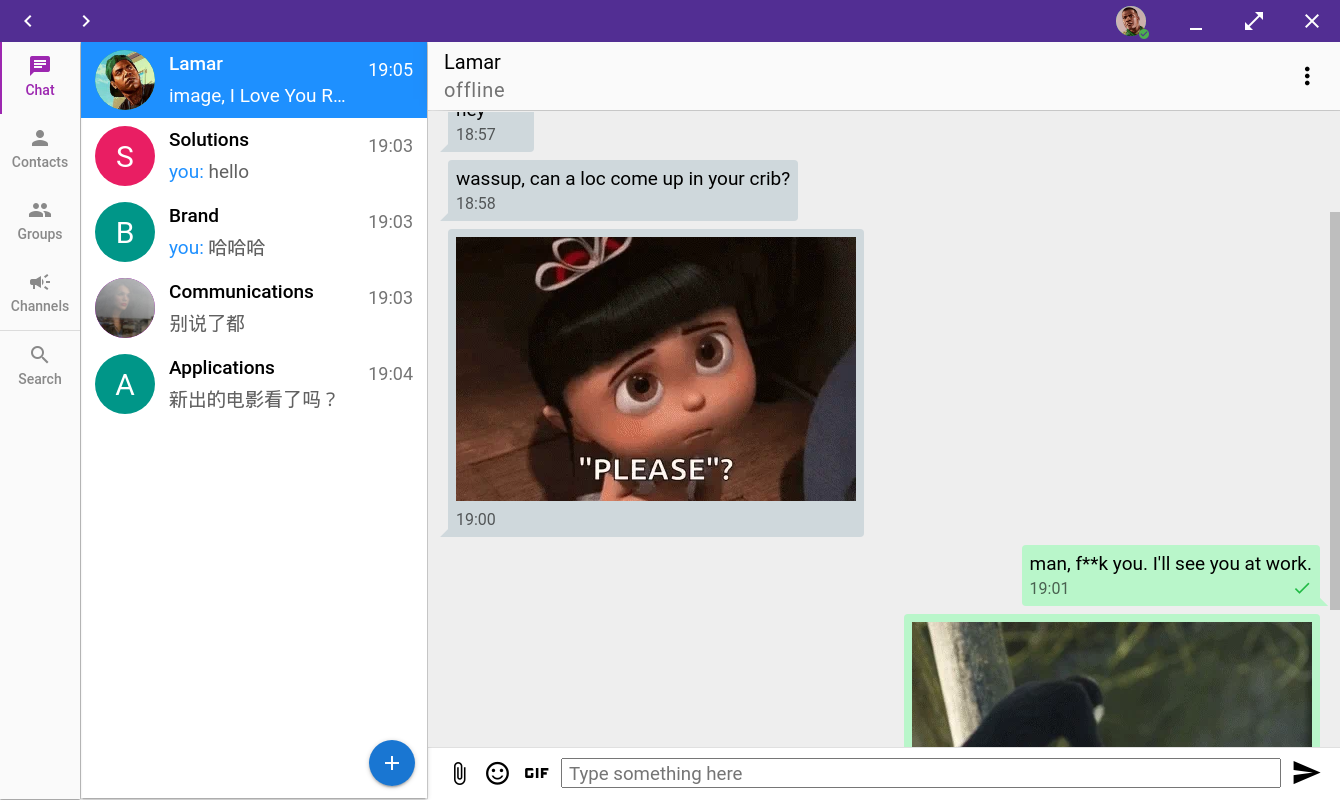 Chat
Contacts
Groups
Channels
Search
Lamar
19:05
image, I Love You R...
S
Solutions
19:03
you: hello
B
Brand
19:03
you: 哈哈哈
Communications
19:03
别说了都
A
Applications
19:04
新出的电影看了吗？
Lamar
offline
hey
18:57
wassup, can a loc come up in your crib?
18:58
"PLEASE"?
19:00
man, f**k you. I'll see you at work.
19:01
GIF
Type something here